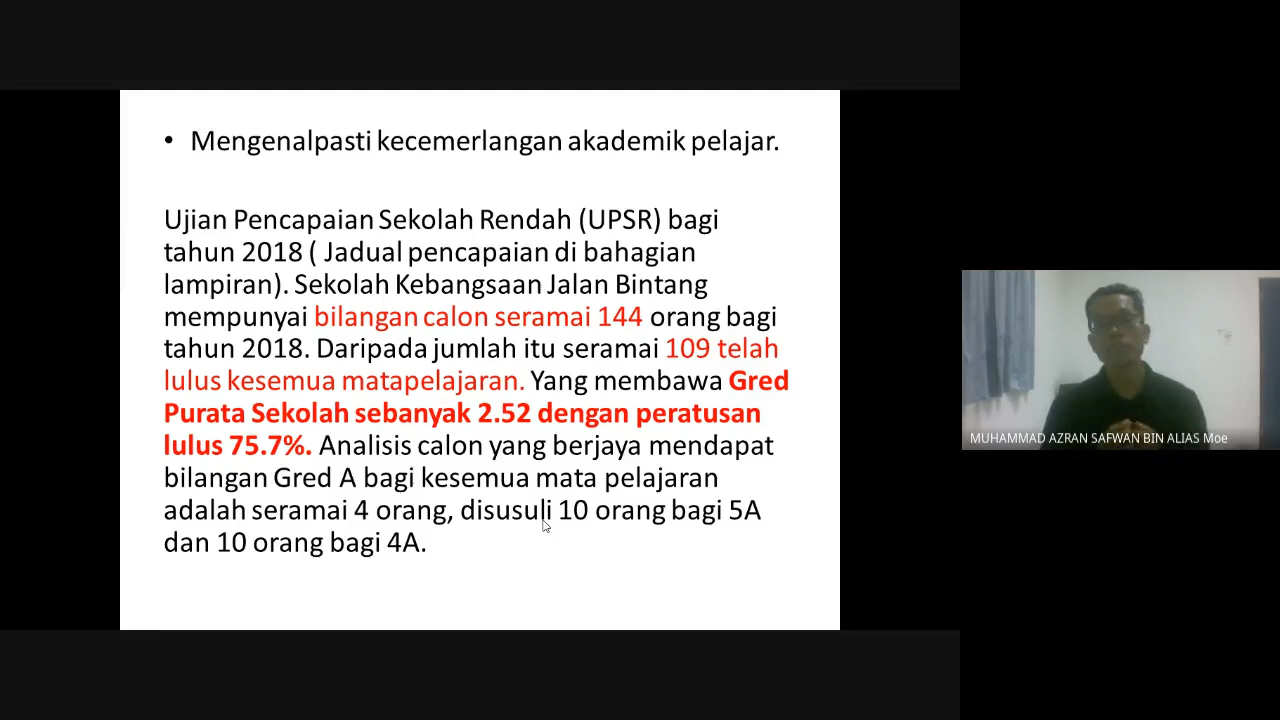 • Mengenalpasti kecemerlangan akademik pelajar.
Ujian Pencapaian Sekolah Rendah (UPSR) bagi
tahun 2018 ( Jadual pencapaian di bahagian
lampiran). Sekolah Kebangsaan Jalan Bintang
mempunyai bilangan calon seramai 144 orang bagi
tahun 2018. Daripada jumlah itu seramai 109 telah
lulus kesemua matapelajaran. Yang membawa Gred
Purata Sekolah sebanyak 2.52 dengan peratusan
lulus 75.7%. Analisis calon yang berjaya mendapat
bilangan Gred A bagi kesemua mata pelajaran
adalah seramai 4 orang, disusuli 10 orang bagi 5A
dan 10 orang bagi 4A.
MUHAMMAD AZRAN SAFWAN BIN ALIAS Moe